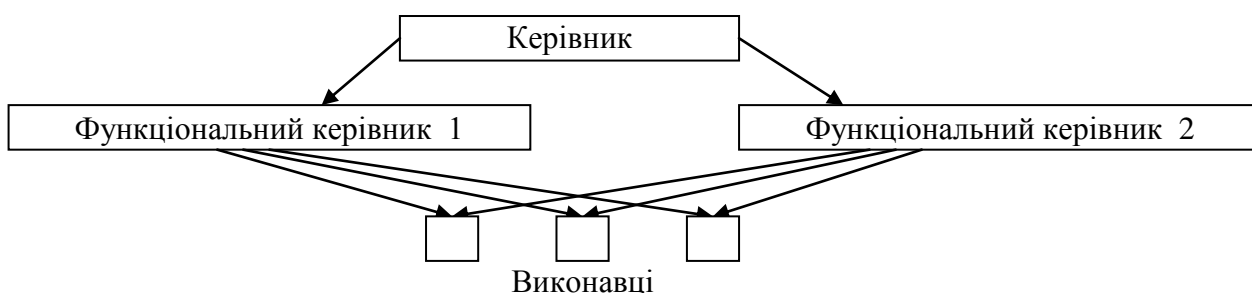 Керівник
Функціональний керівник 1
Функціональний керівник 2
Виконавці